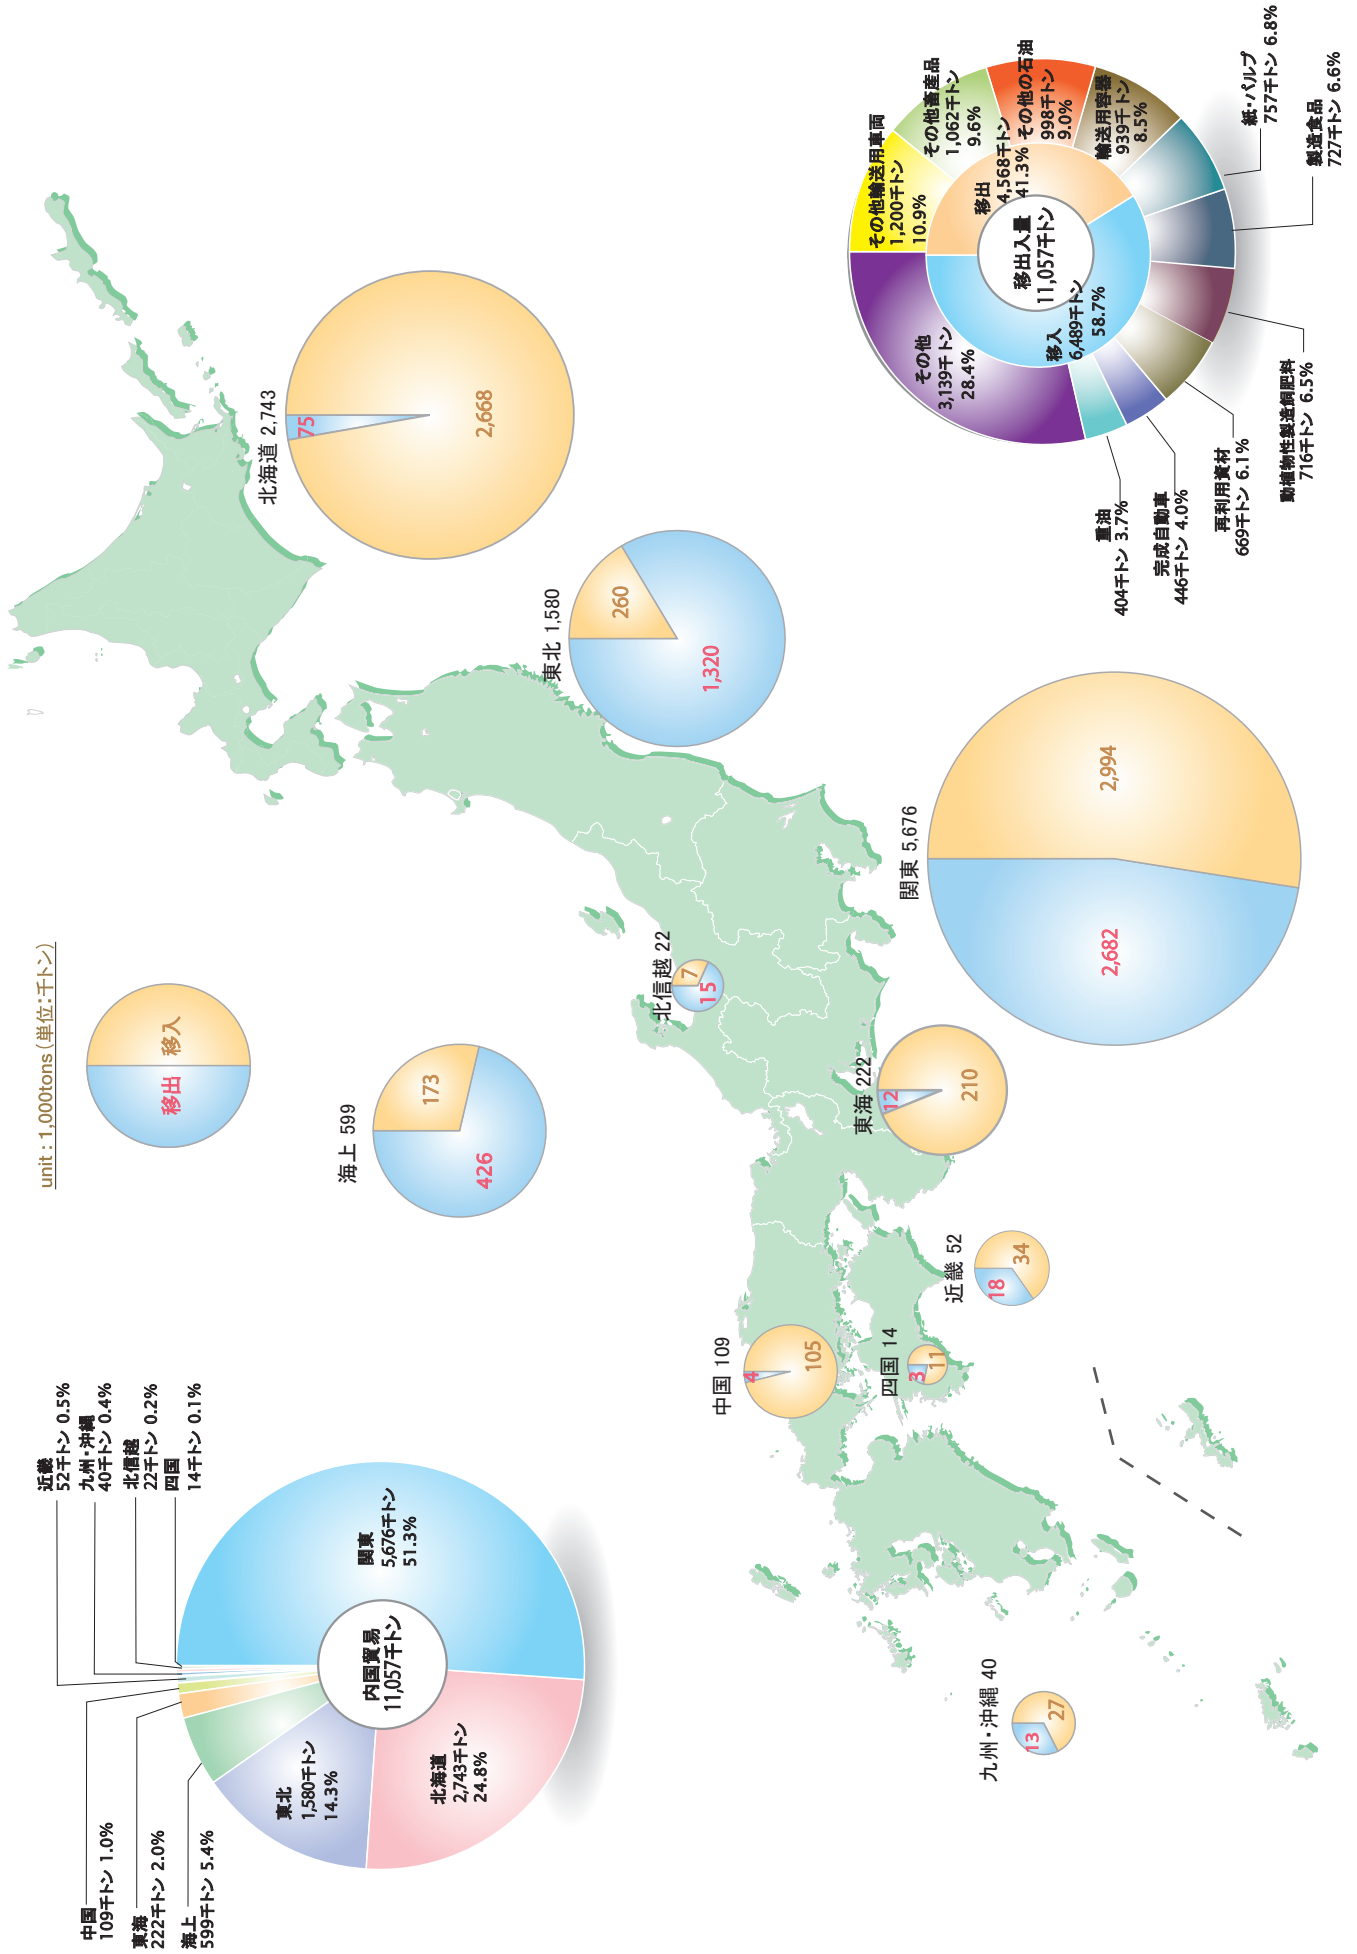 近畿
52千トン 0.5%
九州・沖縄
40千トン 0.4%
北信越
22千トン 0.2%
四国
14千トン 0.1%
中国
109千トン 1.0%
東海
222千トン 2.0%
海上
599千トン 5.4%
東北
1,580千トン
14.3%
北海道
2,743千トン
24.8%
関東
5,676千トン
51.3%
内国貿易
11,057千トン
unit : 1,000tons (単位:千トン)
移出
移入
海上 599
426
173
北海道 2,743
75
2,668
東北 1,580
1,320
260
北信越 22
15
7
関東 5,676
2,682
2,994
東海 222
12
210
近畿 52
18
34
中国 109
4
105
四国 14
3
11
九州・沖縄 40
13
27
その他輸送用車両
1,200千トン
10.9%
その他畜産品
1,062千トン
9.6%
その他の石油
998千トン
9.0%
輸送用容器
939千トン
8.5%
紙・パルプ
757千トン 6.8%
製造食品
727千トン 6.6%
動植物性製造飼肥料
716千トン 6.5%
再利用資材
669千トン 6.1%
完成自動車
446千トン 4.0%
重油
404千トン 3.7%
その他
3,139千トン
28.4%
移出
4,568千トン
41.3%
移入
6,489千トン
58.7%
移出入量
11,057千トン